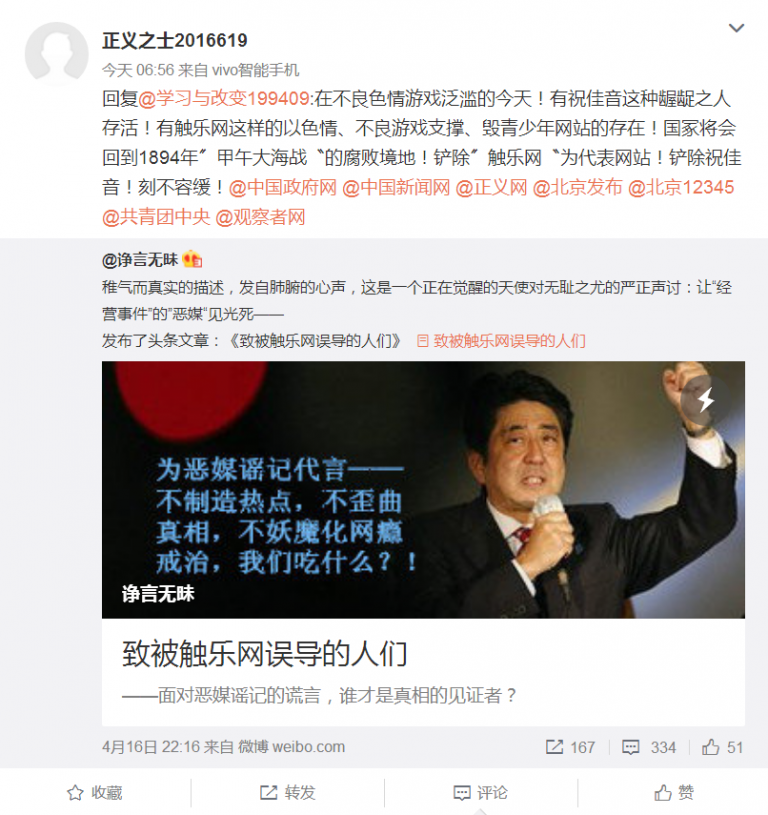 正义之士2016619
今天 06:56 来自 vivo智能手机
回复@学习与改变199409:在不良色情游戏泛滥的今天！有祝佳音这种龌龊之人
存活！有触乐网这样的以色情、不良游戏支撑、毁青少年网站的存在！国家将会
回到1894年〞甲午大海战〝的腐败境地！铲除〞触乐网〝为代表网站！铲除祝佳
音！刻不容缓！@中国政府网 @中国新闻网 @正义网 @北京发布 @北京12345
@共青团中央 @观察者网
@诤言无昧
稚气而真实的描述，发自肺腑的心声，这是一个正在觉醒的天使对无耻之尤的严正声讨：让“经
营事件”的”恶媒“见光死——
发布了头条文章：《致被触乐网误导的人们》 致被触乐网误导的人们
为恶媒谣记代言——
不制造热点，不歪曲
真相，不妖魔化网瘾
戒治，我们吃什么？！
诤言无昧
致被触乐网误导的人们
——面对恶媒谣记的谎言，谁才是真相的见证者？
4月16日 22:16 来自 微博 weibo.com 167 334 51
收藏 转发 评论 赞